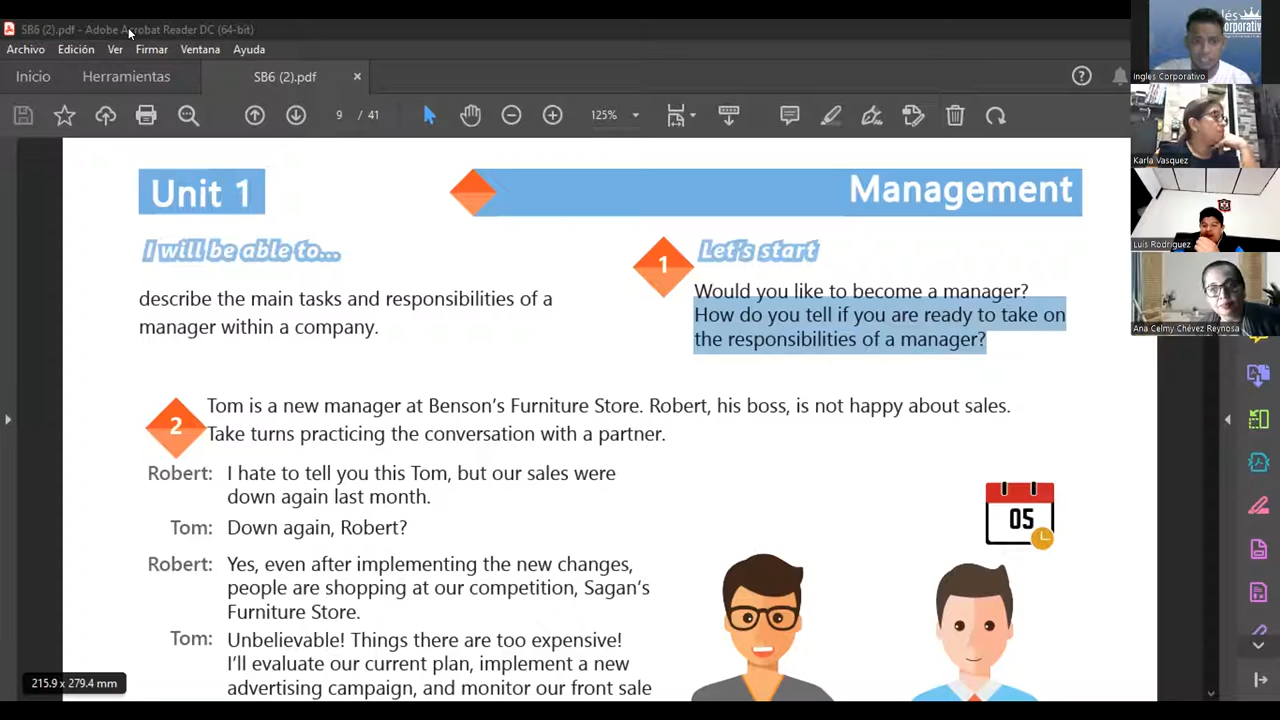 SB6 (2).pdf - Adobe Acrobat Reader DC (64-bit)
Archivo Edición Ver Firmar Ventana Ayuda
Inicio Herramientas SB6 (2).pdf ×
9 / 41 125%
Unit 1 Management
I will be able to...
describe the main tasks and responsibilities of a
manager within a company.
1 Let's start
Would you like to become a manager?
How do you tell if you are ready to take on
the responsibilities of a manager?
2 Tom is a new manager at Benson's Furniture Store. Robert, his boss, is not happy about sales.
Take turns practicing the conversation with a partner.
Robert: I hate to tell you this Tom, but our sales were
down again last month.
Tom: Down again, Robert?
Robert: Yes, even after implementing the new changes,
people are shopping at our competition, Sagan's
Furniture Store.
Tom: Unbelievable! Things there are too expensive!
I'll evaluate our current plan, implement a new
advertising campaign, and monitor our front sale
05
215.9 x 279.4 mm
Ingles Corporativo
Karla Vasquez
Luis Rodriguez
Ana Celmy Chévez Reynosa